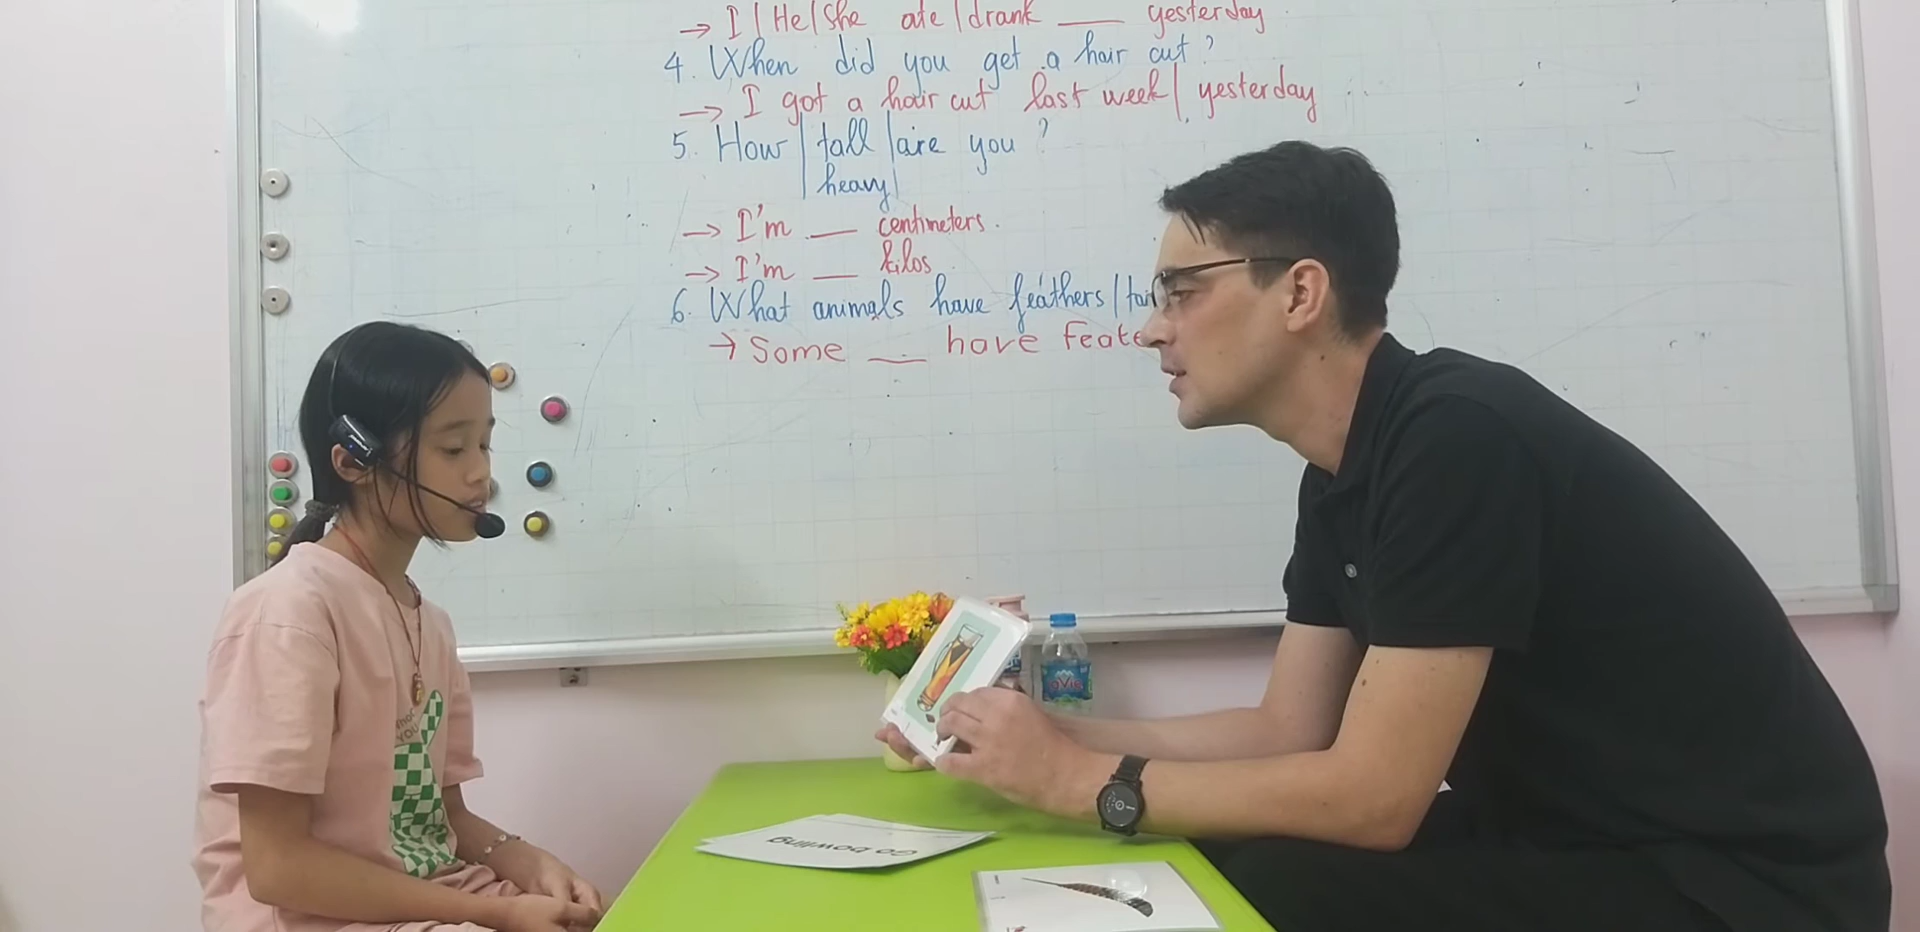 → I/He/she ate/drank ___ yesterday.
4. When did you get a hair cut?
→ I got a hair cut last week/ yesterday
5. How | tall | are you?
heavy
→ I'm ___ centimeters.
→ I'm ___ kilos.
6. What animals have feathers/
→ Some ___ have
Go bowling
YOU